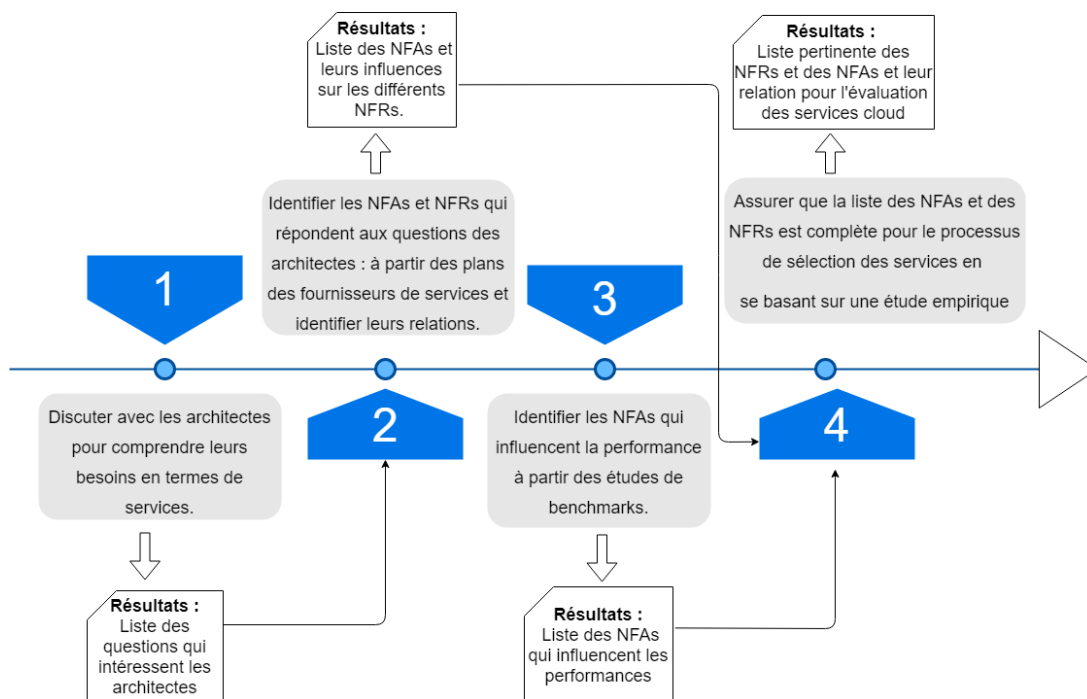 Résultats :
Liste des NFAs et
leurs influences
sur les différents
NFRs.
Résultats :
Liste pertinente des
NFRs et des NFAs et leur
relation pour l'évaluation
des services cloud
Identifier les NFAs et NFRs qui
répondent aux questions des
architectes : à partir des plans
des fournisseurs de services et
identifier leurs relations.
Assurer que la liste des NFAs et des
NFRs est complète pour le processus
de sélection des services en
se basant sur une étude empirique
1
3
2
4
Discuter avec les architectes
pour comprendre leurs
besoins en termes de
services.
Identifier les NFAs qui
influencent la performance
à partir des études de
benchmarks.
Résultats :
Liste des
questions qui
intéressent les
architectes
Résultats :
Liste des NFAs
qui influencent les
performances